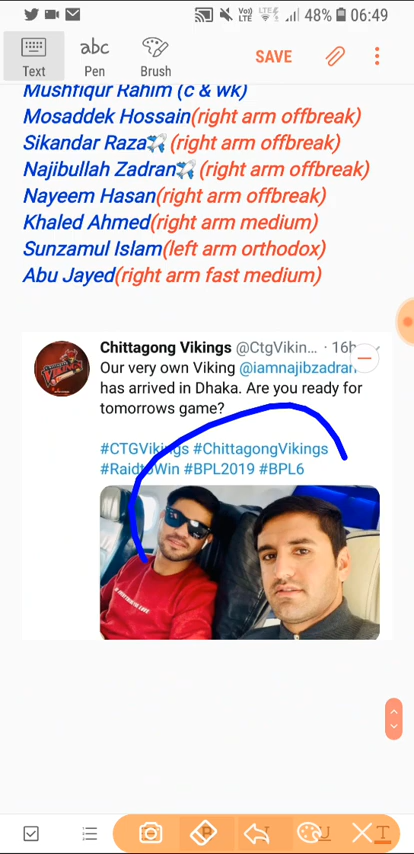 48% 06:49
Text
abc
Pen
Brush
SAVE
Mushfiqur Rahim (c & wk)
Mosaddek Hossain(right arm offbreak)
Sikandar Raza✈ (right arm offbreak)
Najibullah Zadran✈ (right arm offbreak)
Nayeem Hasan(right arm offbreak)
Khaled Ahmed(right arm medium)
Sunzamul Islam(left arm orthodox)
Abu Jayed(right arm fast medium)
Chittagong Vikings @CtgVikin... · 16h
Our very own Viking @iamnajibzadran
has arrived in Dhaka. Are you ready for
tomorrows game?
#CTGVikings #ChittagongVikings
#RaidtoWin #BPL2019 #BPL6